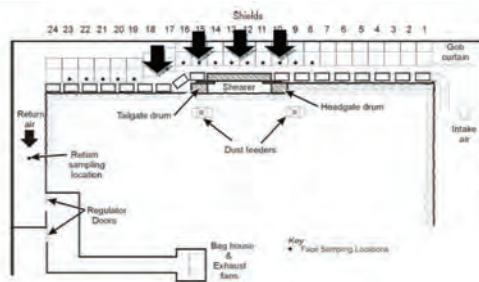 Shields
24 23 22 21 20 19 18 17 16 15 14 13 12 11 10 9 8 7 6 5 4 3 2 1
Gob
curtain
Shearer
Return
air
Tailgate drum
Headgate drum
Intake
air
Dust feeders
Return
sampling
location
Regulator
Doors
Bag house
&
Exhaust
fans
Key
Face Sampling Locations